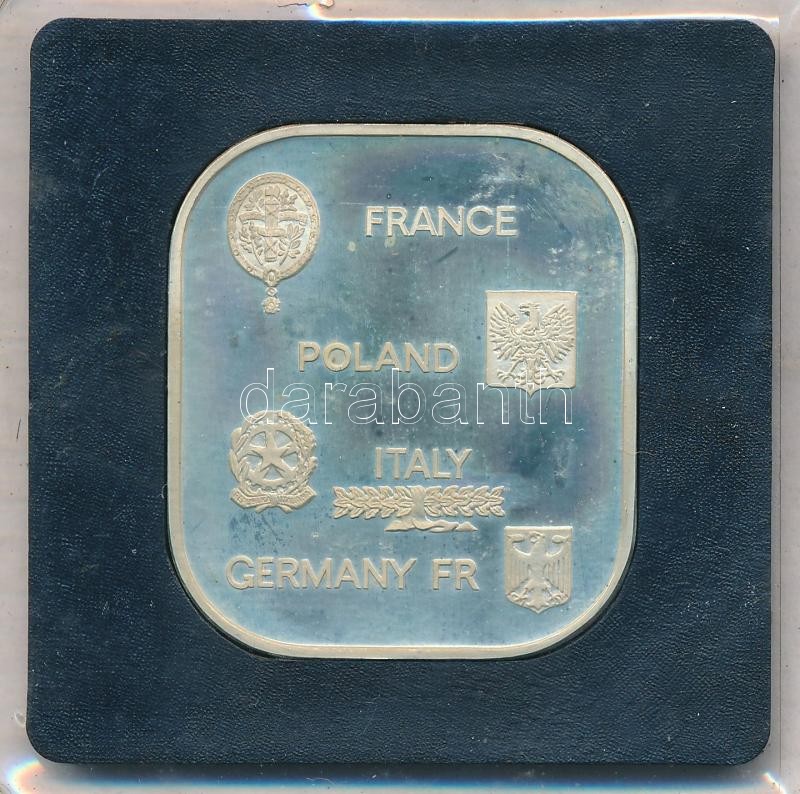 FRANCE
POLAND
darabanth
ITALY
GERMANY FR